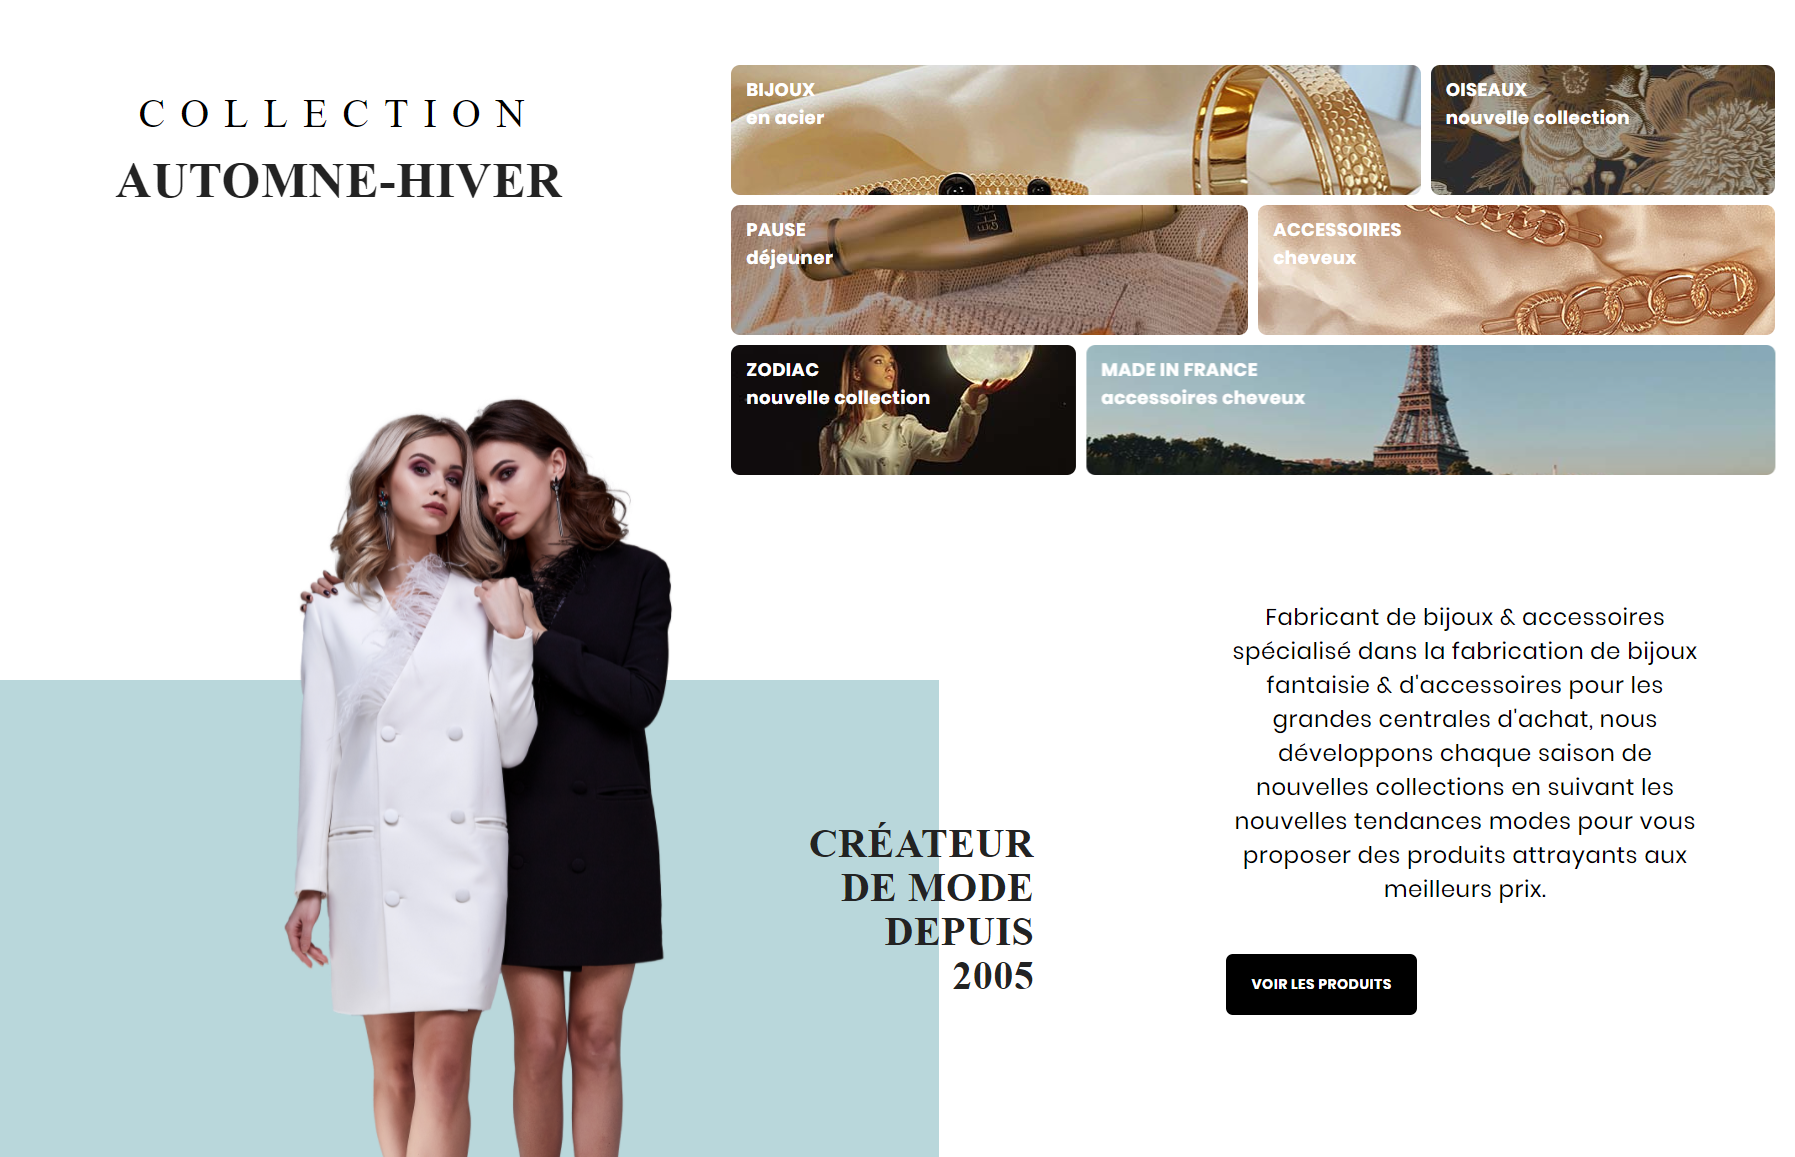 COLLECTION
AUTOMNE-HIVER
BIJOUX
en acier
OISEAUX
nouvelle collection
PAUSE
déjeuner
ACCESSOIRES
cheveux
ZODIAC
nouvelle collection
MADE IN FRANCE
accessoires cheveux
CRÉATEUR
DE MODE
DEPUIS
2005
Fabricant de bijoux & accessoires
spécialisé dans la fabrication de bijoux
fantaisie & d'accessoires pour les
grandes centrales d'achat, nous
développons chaque saison de
nouvelles collections en suivant les
nouvelles tendances modes pour vous
proposer des produits attrayants aux
meilleurs prix.
VOIR LES PRODUITS